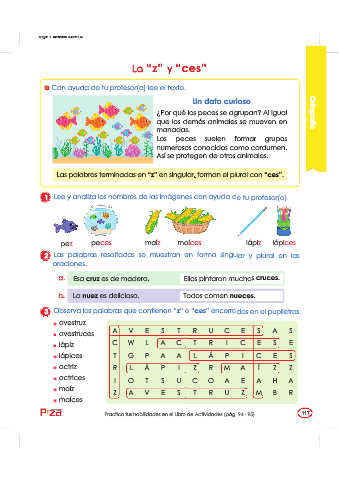 La "z" y "ces"
Con ayuda de tu profesor(a) lee el texto.
Un dato curioso
¿Por qué los peces se agrupan? Al igual
que los demás animales se mueven en
manadas.
Los peces suelen formar grupos
numerosos conocidos como cardumen.
Así se protegen de otros animales.
Las palabras terminadas en "z" en singular, forman el plural con "ces".
Ortografía
1 Lee y analiza los nombres de las imágenes con ayuda de tu profesor(a).
pez peces maíz maíces lápiz lápices
2 Las palabras resaltadas se muestran en forma singular y plural en las
oraciones.
a. Esa cruz es de madera. Ellos pintaron muchas cruces.
b. La nuez es deliciosa. Todos comen nueces.
3 Observa las palabras que contienen "z" o "ces" encerradas en el pupiletras.
avestruz
avestruces
lápiz
lápices
actriz
actrices
maíz
maíces
A V E S T R U C E S A S
C W L A C T R I C E S E
T G P A A L Á P I C E S
R L Á P I Z R M A Í Z Z
I O T S U C O A E A H A
Z A V E S T R U Z M B R
Practica tus habilidades en el Libro de Actividades (pág. 94 - 95)
117